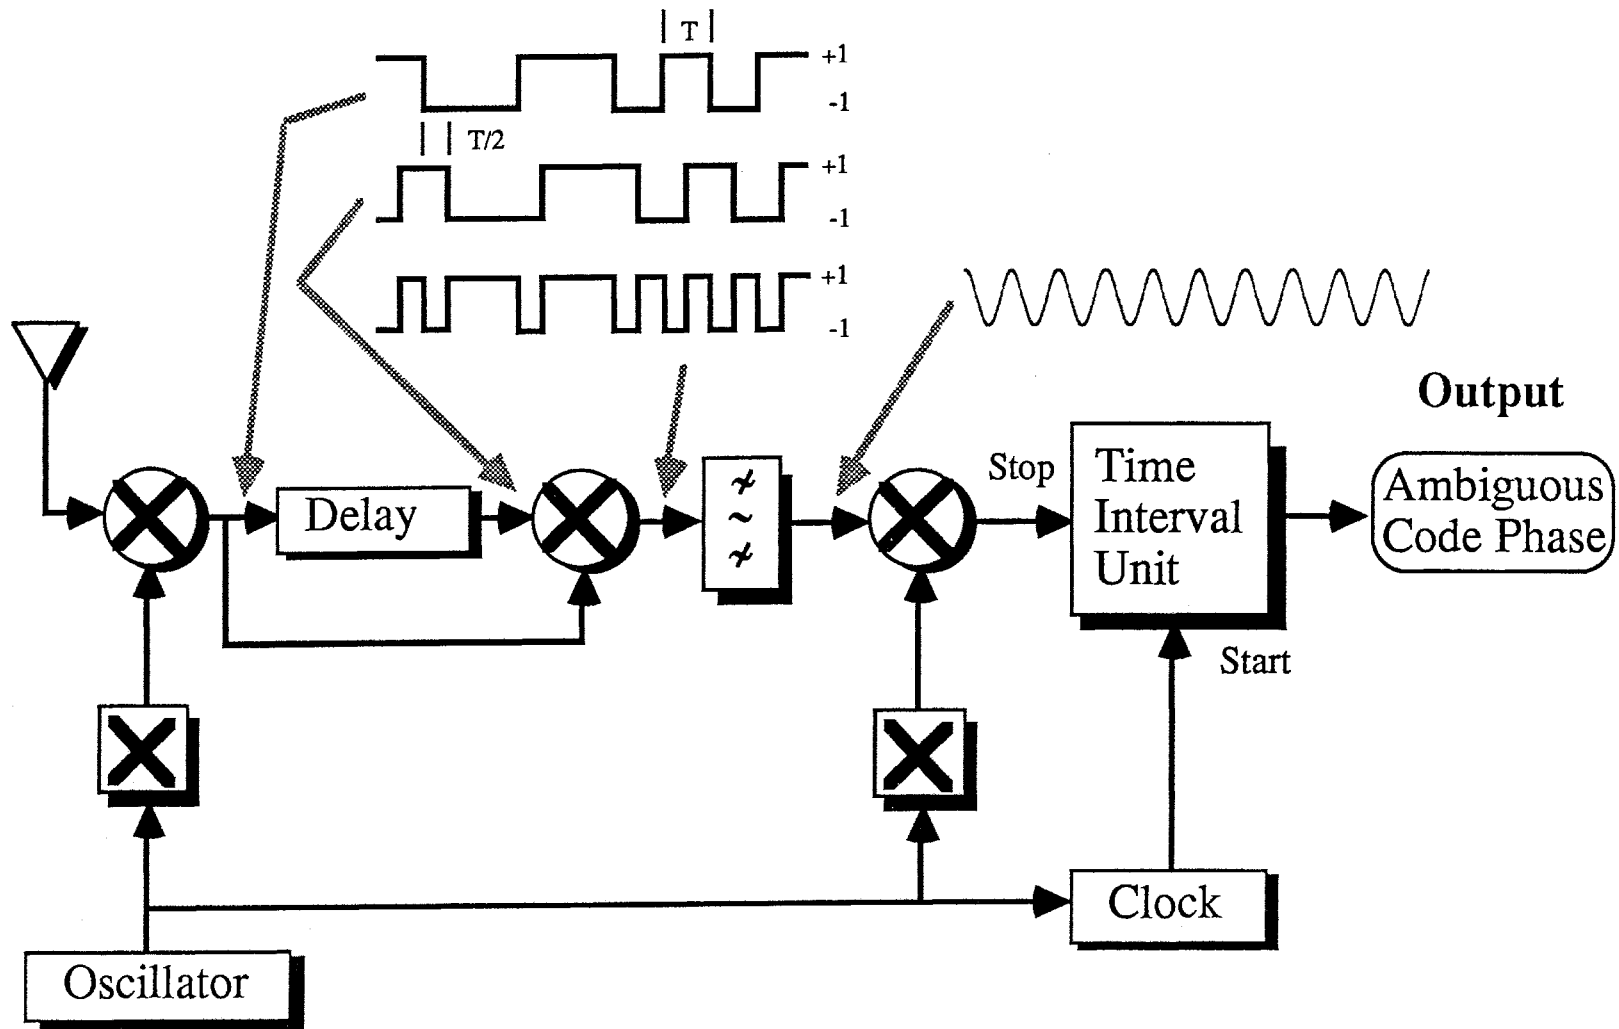 T
+1
-1
T/2
+1
-1
+1
-1
Output
Stop
Time
Interval
Unit
Ambiguous
Code Phase
Delay
~
Start
Clock
Oscillator